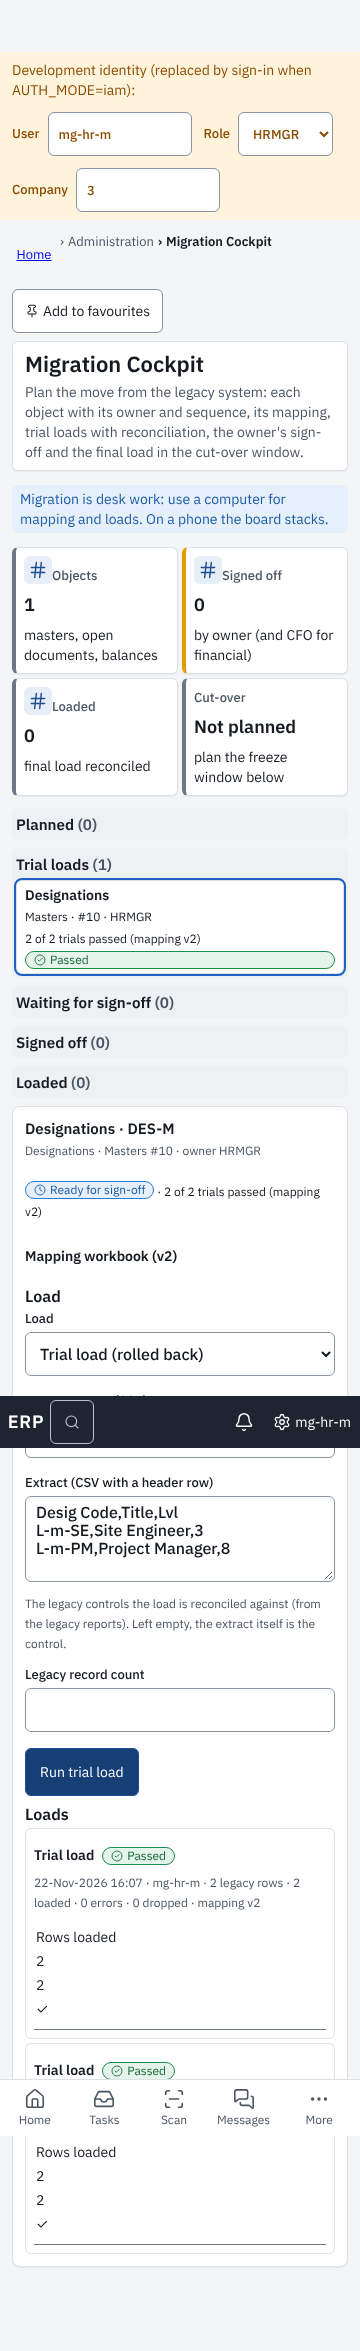 Development identity (replaced by sign-in when
AUTH_MODE=iam):
User mg-hr-m Role HRMGR
Company 3
Home › Administration › Migration Cockpit
Add to favourites
Migration Cockpit
Plan the move from the legacy system: each
object with its owner and sequence, its mapping,
trial loads with reconciliation, the owner's sign-
off and the final load in the cut-over window.
Migration is desk work: use a computer for
mapping and loads. On a phone the board stacks.
Objects
1
masters, open
documents, balances
Signed off
0
by owner (and CFO for
financial)
Loaded
0
final load reconciled
Cut-over
Not planned
plan the freeze
window below
Planned (0)
Trial loads (1)
Designations
Masters · #10 · HRMGR
2 of 2 trials passed (mapping v2)
Passed
Waiting for sign-off (0)
Signed off (0)
Loaded (0)
Designations · DES-M
Designations · Masters #10 · owner HRMGR
Ready for sign-off · 2 of 2 trials passed (mapping
v2)
Mapping workbook (v2)
Load
Load
Trial load (rolled back)
ERP
mg-hr-m
Extract (CSV with a header row)
Desig Code,Title,Lvl
L-m-SE,Site Engineer,3
L-m-PM,Project Manager,8
The legacy controls the load is reconciled against (from
the legacy reports). Left empty, the extract itself is the
control.
Legacy record count
Run trial load
Loads
Trial load Passed
22-Nov-2026 16:07 · mg-hr-m · 2 legacy rows · 2
loaded · 0 errors · 0 dropped · mapping v2
Rows loaded
2
2
✓
Trial load Passed
Home Tasks Scan Messages More
Rows loaded
2
2
✓